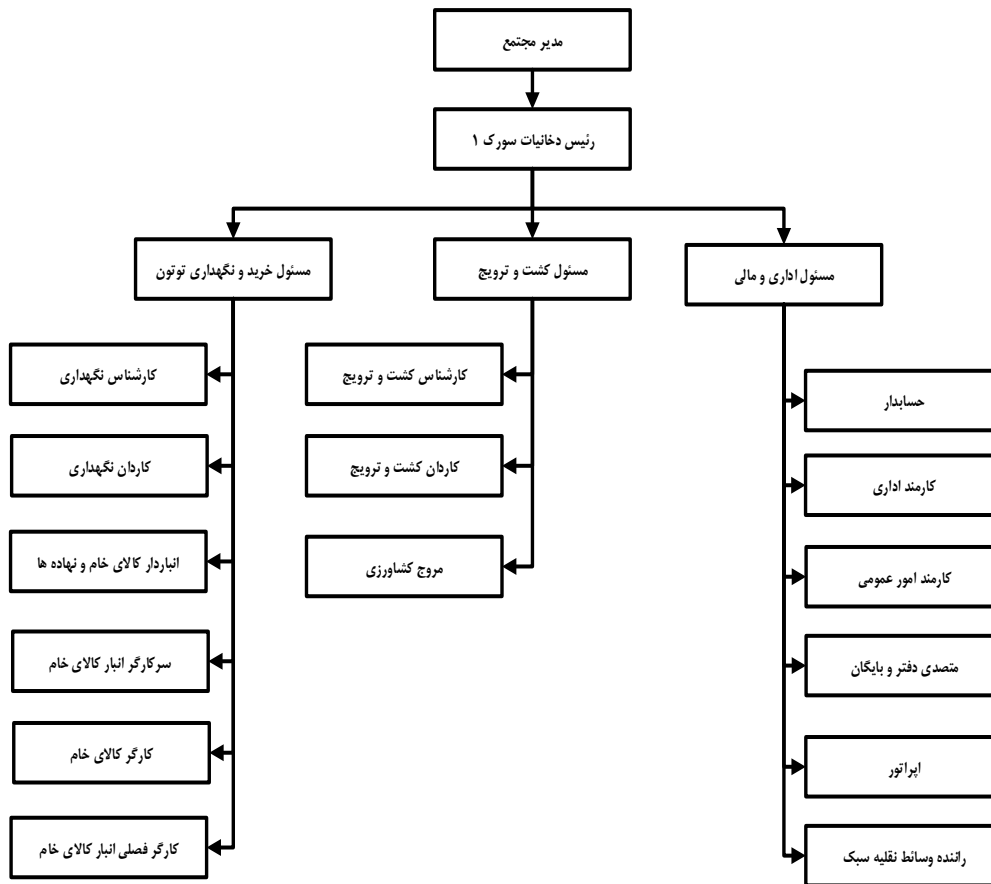 مدیر مجتمع
رئیس دخانیات سورک ۱
مسئول اداری و مالی
مسئول کشت و ترویج
مسئول خرید و نگهداری توتون
حسابدار
کارمند اداری
کارمند امور عمومی
متصدی دفتر و بایگان
اپراتور
راننده وسائط نقلیه سبک
کارشناس کشت و ترویج
کاردان کشت و ترویج
مروج کشاورزی
کارشناس نگهداری
کاردان نگهداری
انباردار کالای خام و نهاده ها
سرکارگر انبار کالای خام
کارگر کالای خام
کارگر فصلی انبار کالای خام